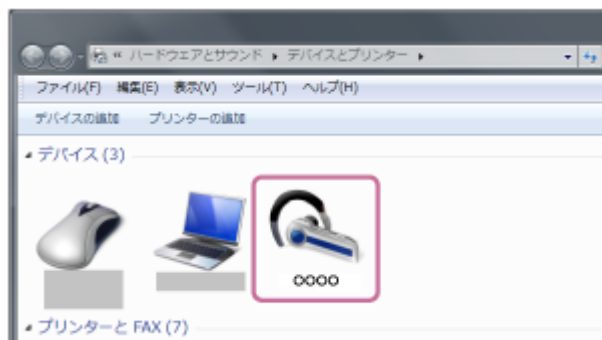 « ハードウェアとサウンド ▸ デバイスとプリンター ▸
ファイル(F) 編集(E) 表示(V) ツール(T) ヘルプ(H)
デバイスの追加 プリンターの追加
デバイス (3)
○○○○
プリンターと FAX (7)